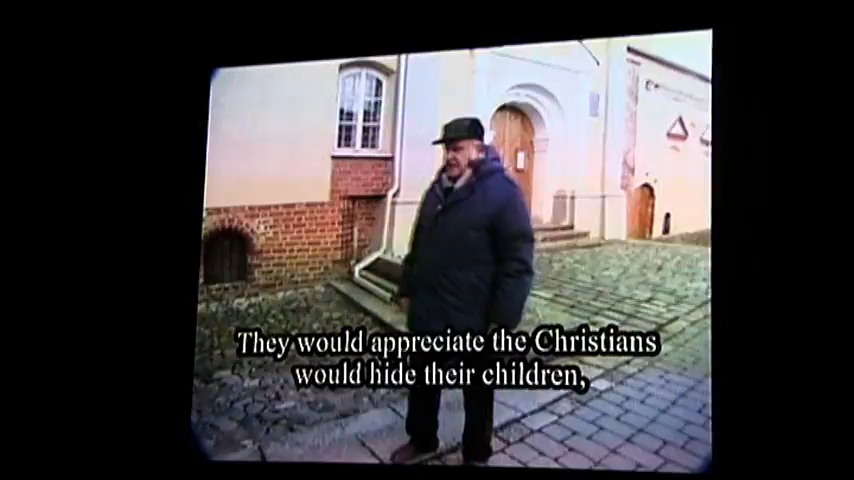 They would appreciate the Christians
would hide their children,